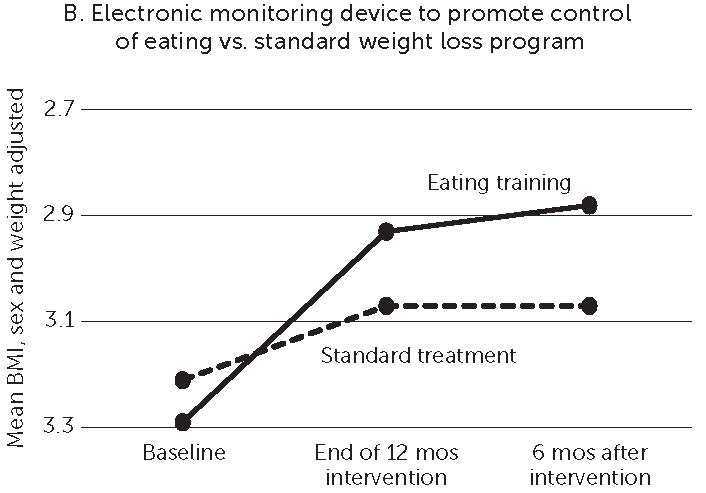 B. Electronic monitoring device to promote control
of eating vs. standard weight loss program
Mean BMI, sex and weight adjusted
2.7
2.9
3.1
3.3
Eating training
Standard treatment
Baseline
End of 12 mos
intervention
6 mos after
intervention